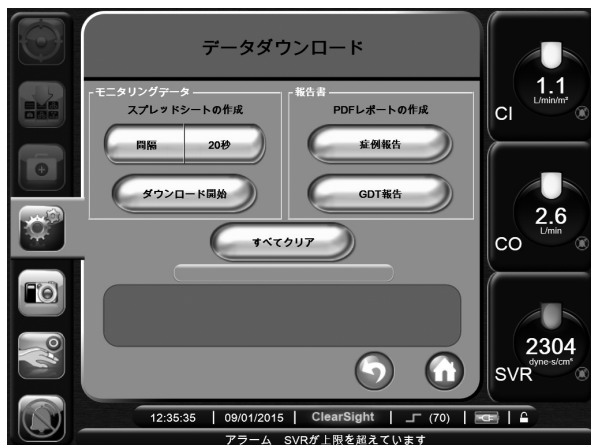 データダウンロード
モニタリングデータ
スプレッドシートの作成
間隔 20秒
ダウンロード開始
報告書
PDFレポートの作成
症例報告
GDT報告
すべてクリア
1.1
L/min/m²
CI
2.6
L/min
CO
2304
dyne-s/cm⁵
SVR
12:35:35 | 09/01/2015 | ClearSight | (70)
アラーム SVRが上限を超えています